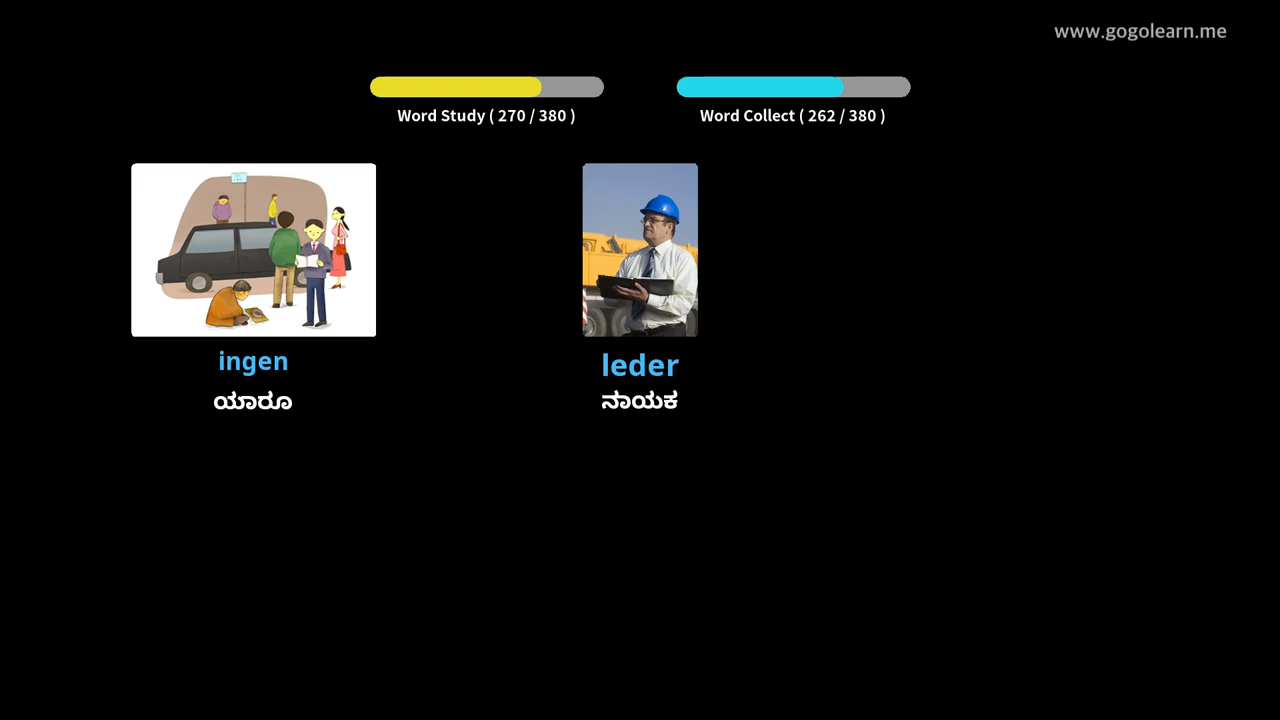 www.gogolearn.me
Word Study ( 270 / 380 )
Word Collect ( 262 / 380 )
ingen
ಯಾರೂ
leder
ನಾಯಕ